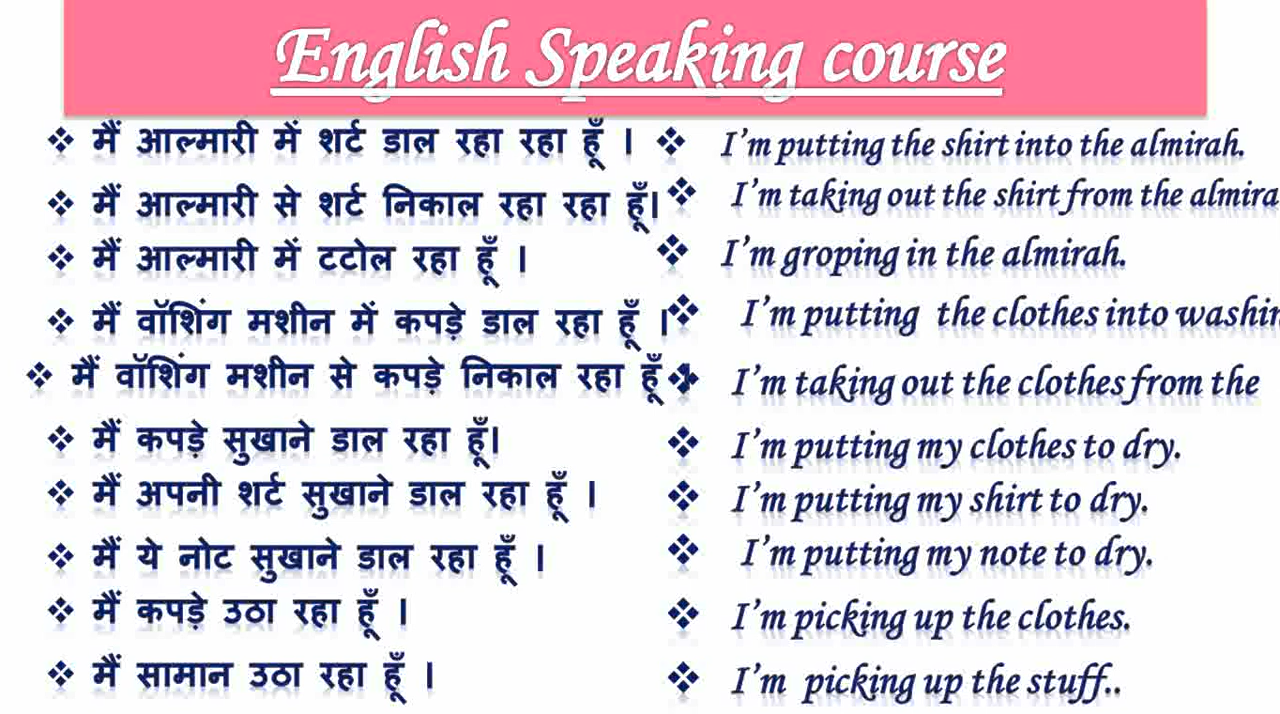 English Speaking course
❖ मैं आल्मारी में शर्ट डाल रहा रहा हूँ । ❖ I'm putting the shirt into the almirah.
❖ मैं आल्मारी से शर्ट निकाल रहा रहा हूँ। ❖ I'm taking out the shirt from the almira
❖ मैं आल्मारी में टटोल रहा हूँ । ❖ I'm groping in the almirah.
❖ मैं वॉशिंग मशीन में कपड़े डाल रहा हूँ । ❖ I'm putting the clothes into washin
❖ मैं वॉशिंग मशीन से कपड़े निकाल रहा हूँ । ❖ I'm taking out the clothes from the
❖ मैं कपड़े सुखाने डाल रहा हूँ। ❖ I'm putting my clothes to dry.
❖ मैं अपनी शर्ट सुखाने डाल रहा हूँ । ❖ I'm putting my shirt to dry.
❖ मैं ये नोट सुखाने डाल रहा हूँ । ❖ I'm putting my note to dry.
❖ मैं कपड़े उठा रहा हूँ । ❖ I'm picking up the clothes.
❖ मैं सामान उठा रहा हूँ । ❖ I'm picking up the stuff..